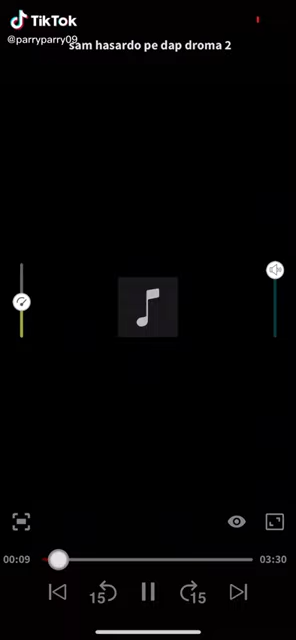 TikTok
@parryparry09
sam hasardo pe dap droma 2
00:09
03:30
15
15